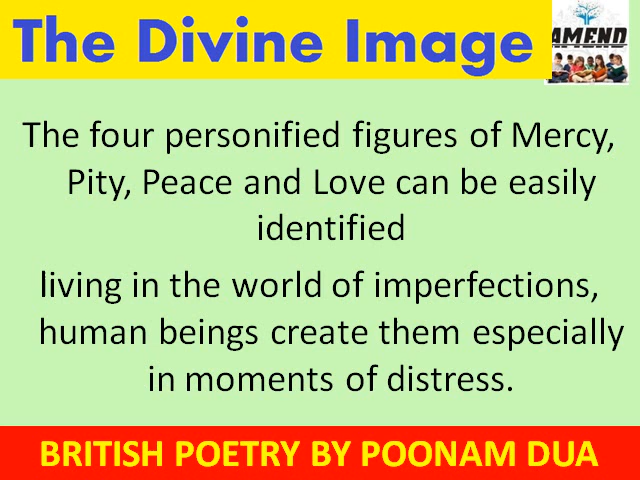 The Divine Image
AMEND
The four personified figures of Mercy,
Pity, Peace and Love can be easily
identified
living in the world of imperfections,
human beings create them especially
in moments of distress.
BRITISH POETRY BY POONAM DUA